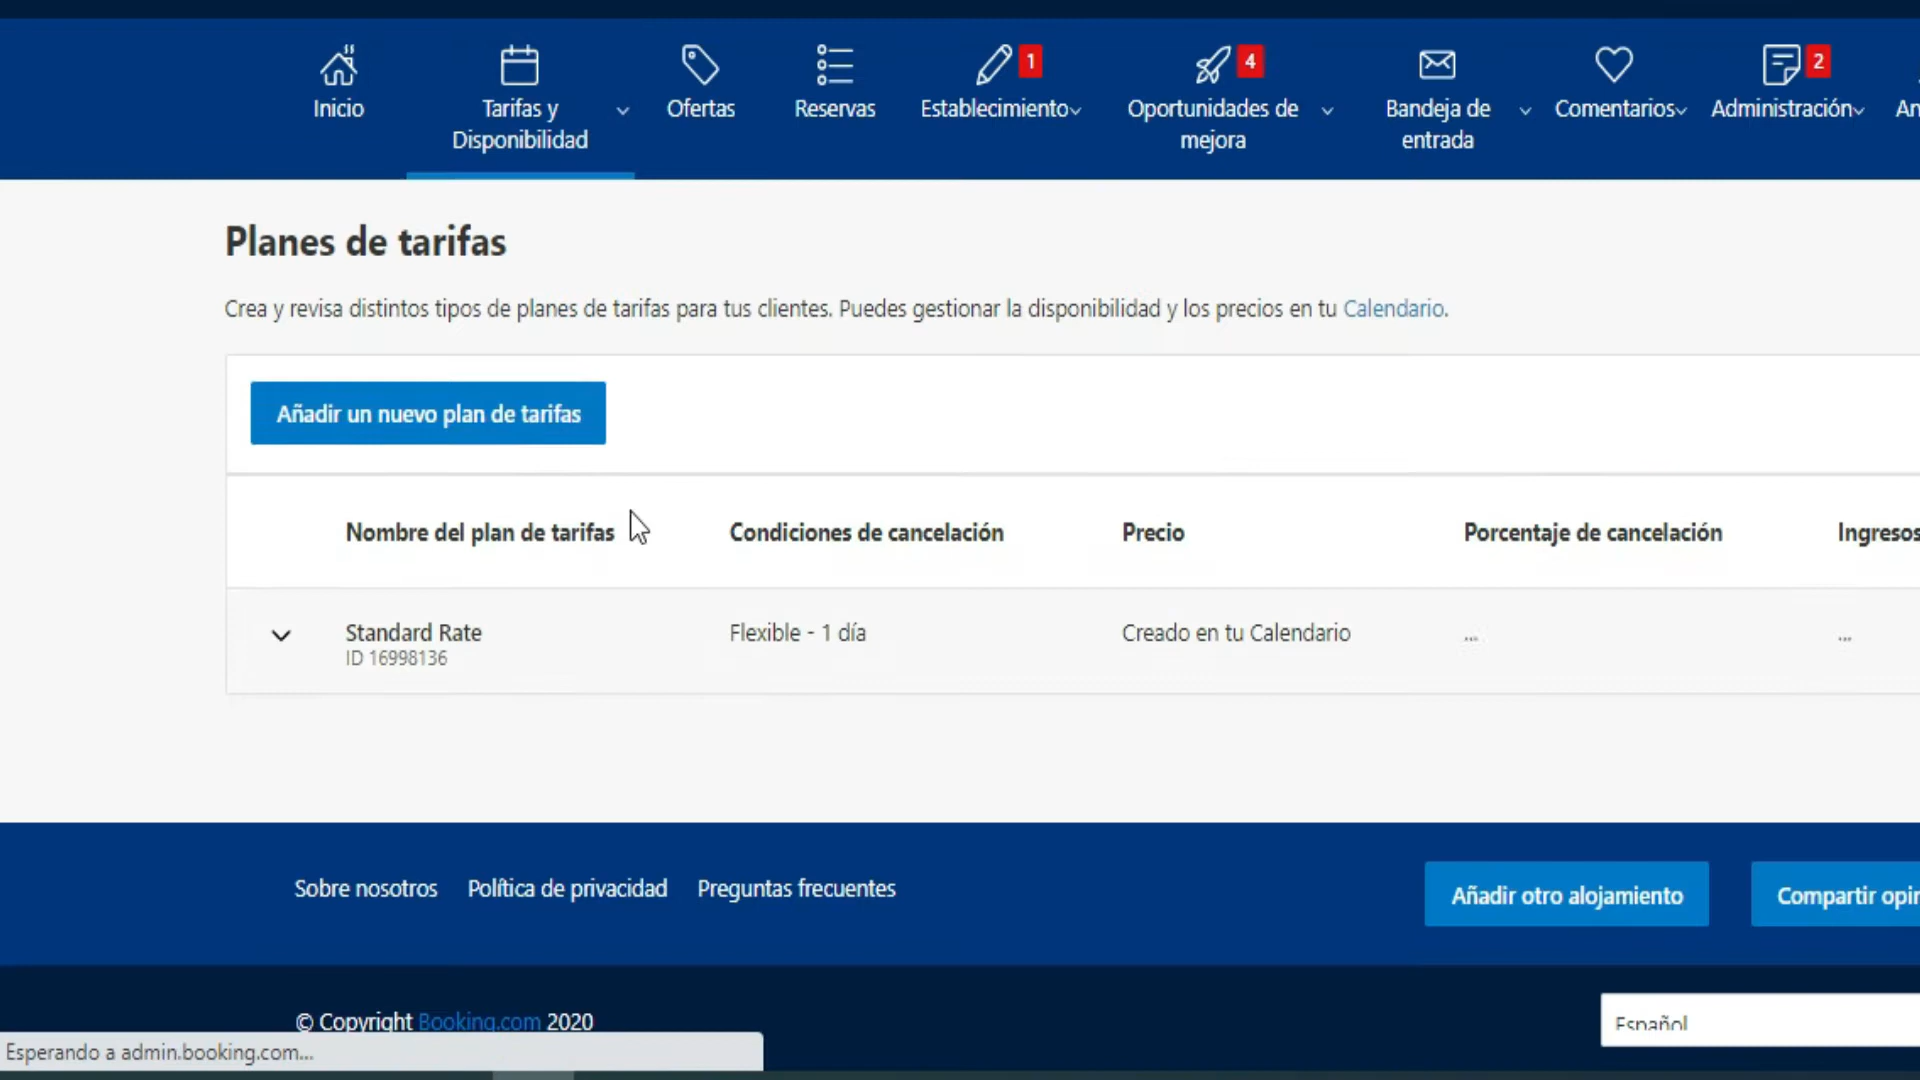 1
4
2
Inicio
Tarifas y
Disponibilidad
Ofertas
Reservas
Establecimiento
Oportunidades de
mejora
Bandeja de
entrada
Comentarios
Administración
Planes de tarifas
Crea y revisa distintos tipos de planes de tarifas para tus clientes. Puedes gestionar la disponibilidad y los precios en tu Calendario.
Añadir un nuevo plan de tarifas
Nombre del plan de tarifas Condiciones de cancelación Precio Porcentaje de cancelación Ingresos
Standard Rate Flexible - 1 día Creado en tu Calendario ... ...
ID 16998136
Sobre nosotros Política de privacidad Preguntas frecuentes
Añadir otro alojamiento
Compartir
© Copyright Booking.com 2020
Español
Esperando a admin.booking.com...